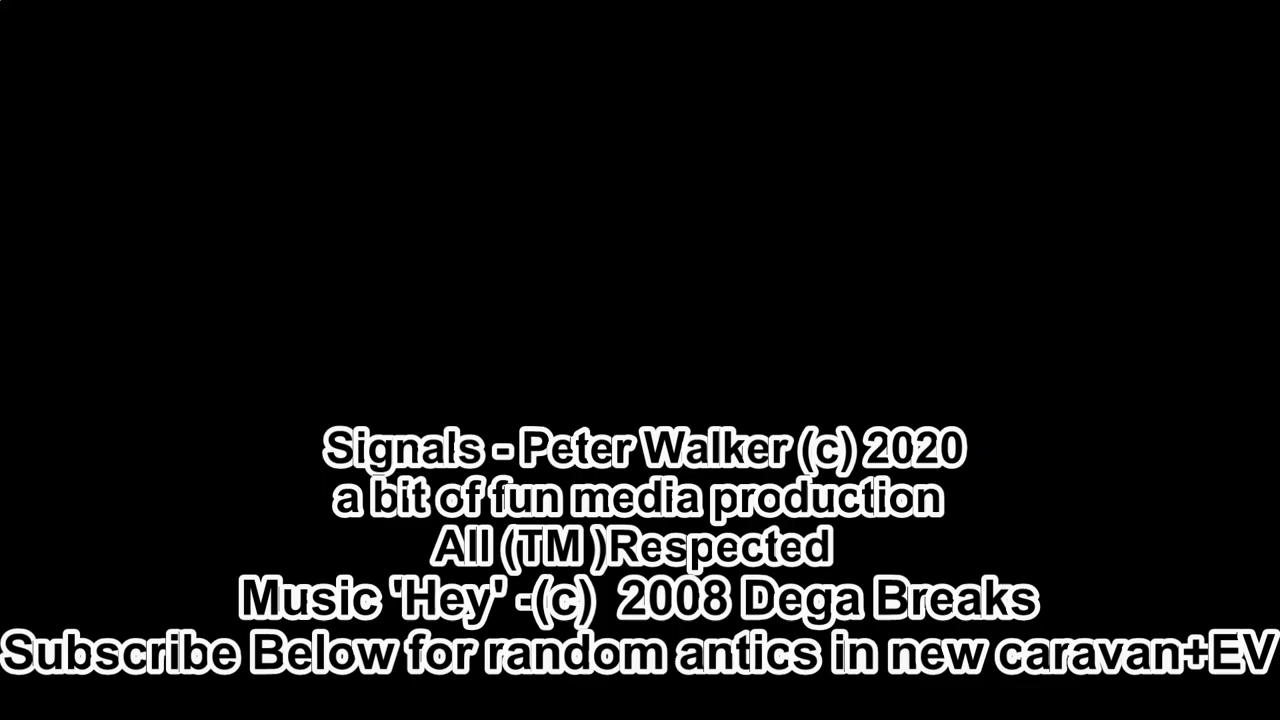 Signals - Peter Walker (c) 2020
a bit of fun media production
All (TM )Respected
Music 'Hey' -(c)  2008 Dega Breaks
Subscribe Below for random antics in new caravan+EV